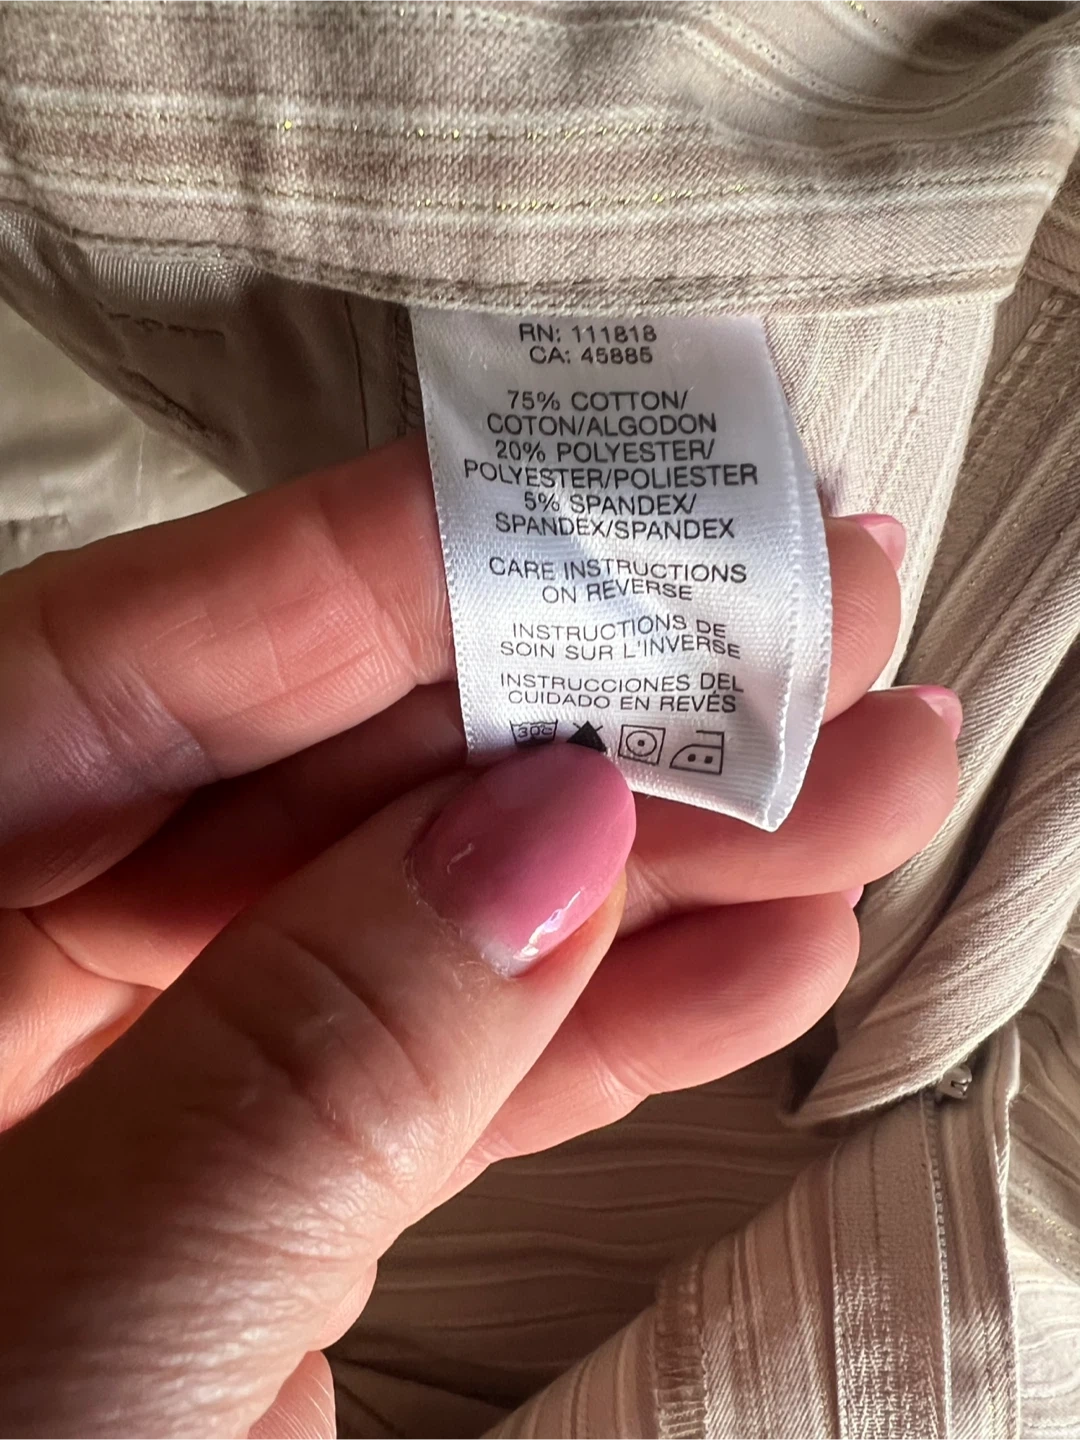 RN: 111818
CA: 45885
75% COTTON/
COTON/ALGODON
20% POLYESTER/
POLYESTER/POLIESTER
5% SPANDEX/
SPANDEX/SPANDEX
CARE INSTRUCTIONS
ON REVERSE
INSTRUCTIONS DE
SOIN SUR L'INVERSE
INSTRUCCIONES DEL
CUIDADO EN REVÉS
30C